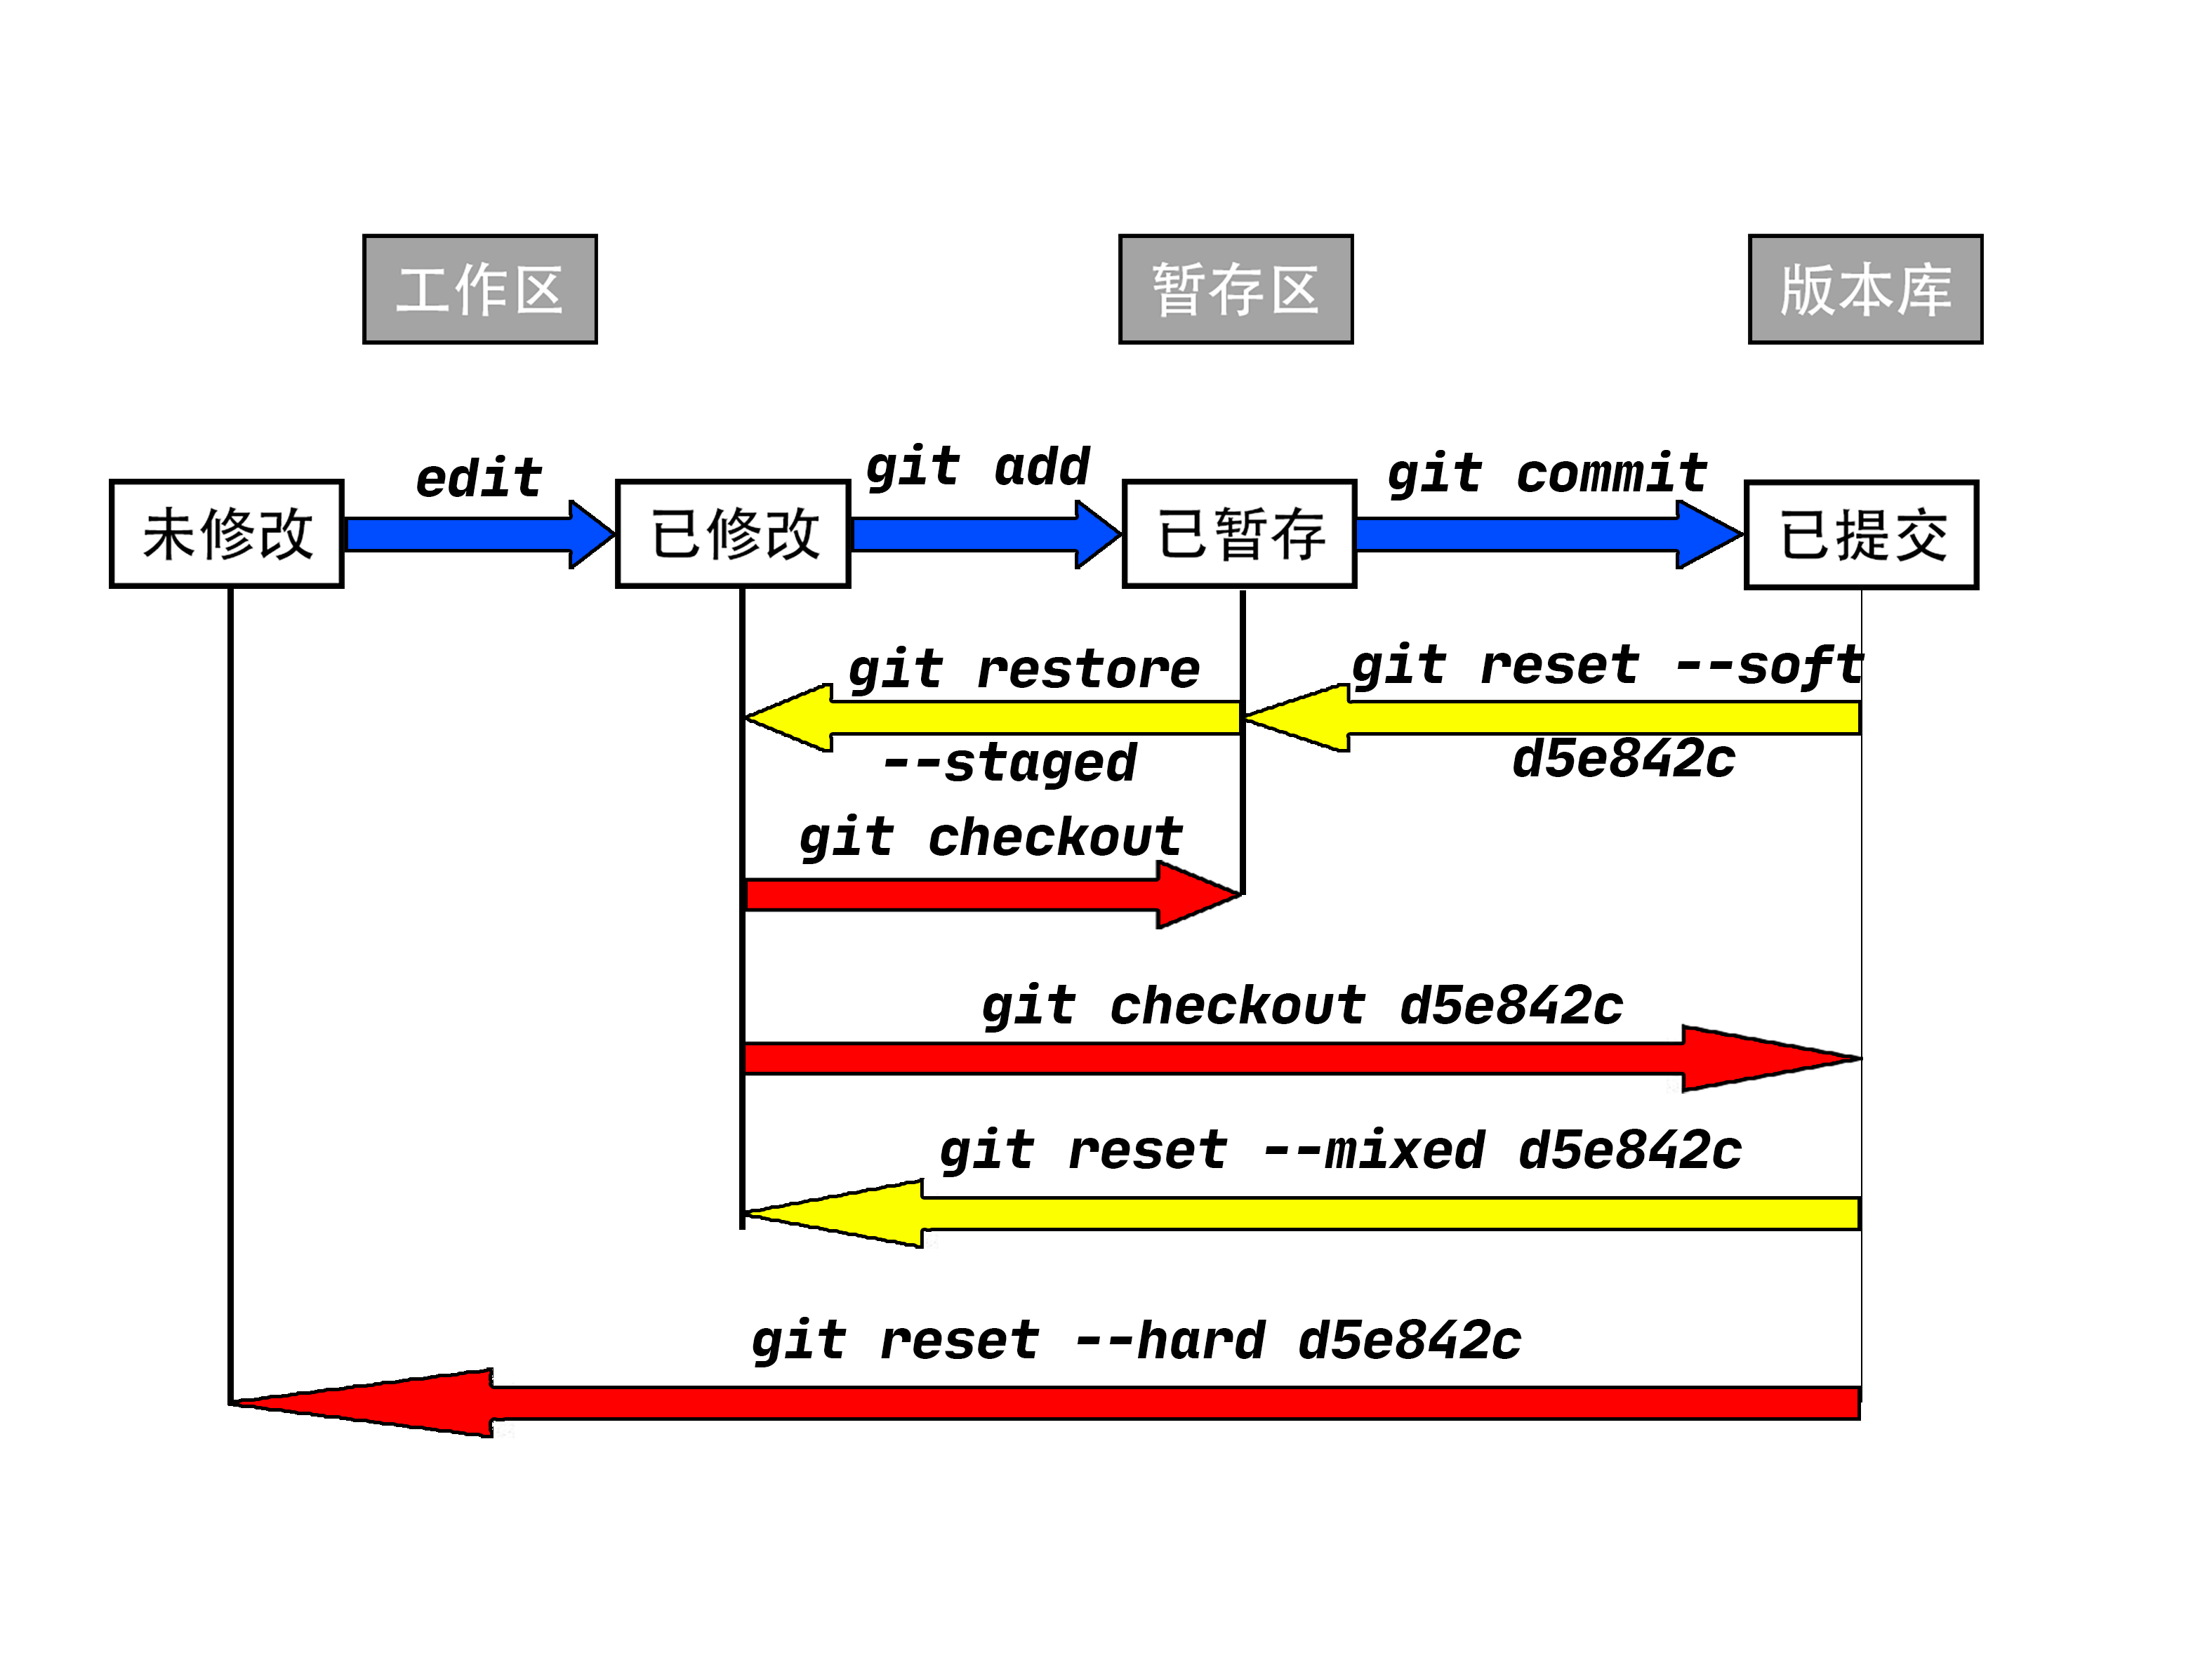 工作区
暂存区
版本库
edit
git add
git commit
未修改
已修改
已暂存
已提交
git restore
--staged
git reset --soft
d5e842c
git checkout
git checkout d5e842c
git reset --mixed d5e842c
git reset --hard d5e842c